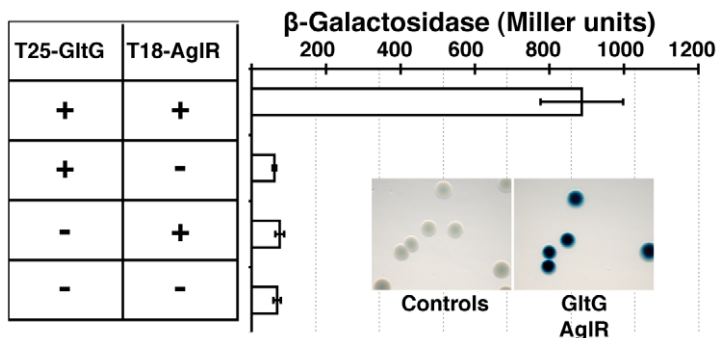 β-Galactosidase (Miller units)
T25-GltG T18-AglR
200 400 600 800 1000 1200
+ +
+ -
- +
- -
Controls
GltG
AglR